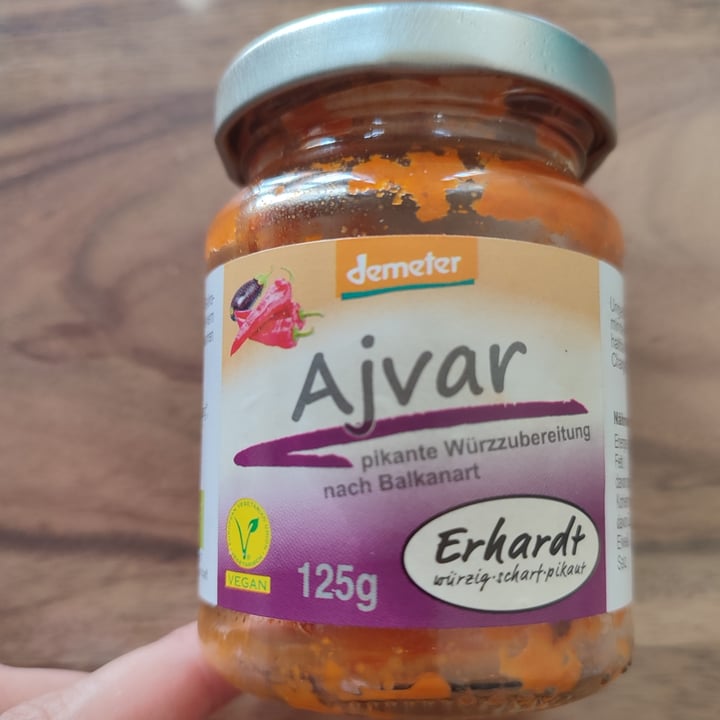 demeter
Ajvar
pikante Würzzubereitung
nach Balkanart
Erhardt
würzig·scharf·pikant
VEGAN
125g